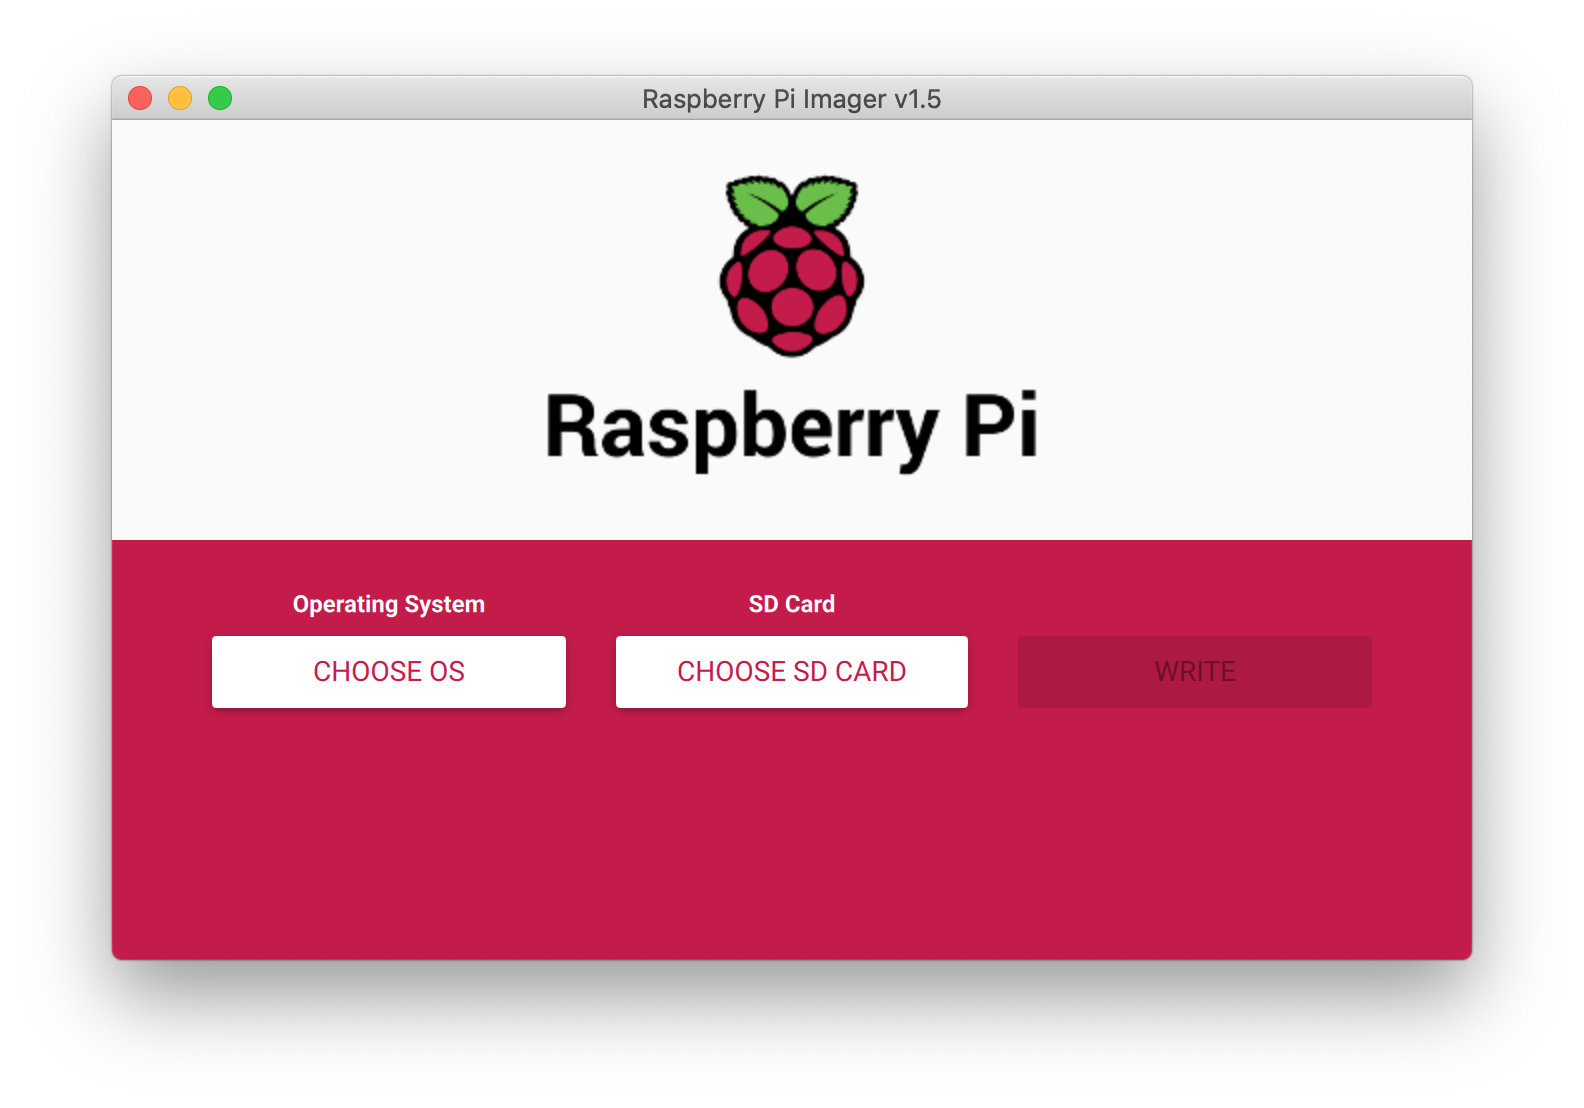 Raspberry Pi Imager v1.5
Raspberry Pi
Operating System
SD Card
CHOOSE OS
CHOOSE SD CARD
WRITE